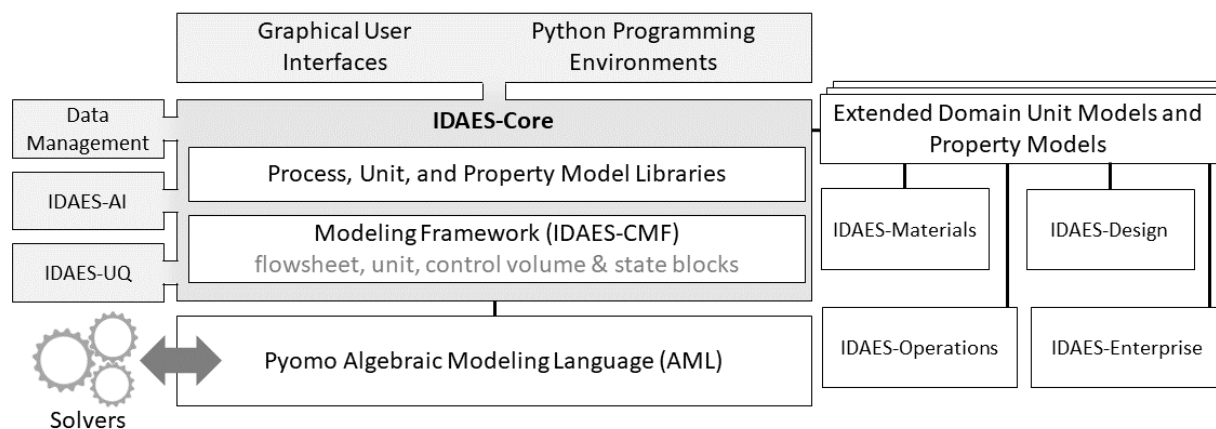 Graphical User
Interfaces
Python Programming
Environments
Data
Management
IDAES-AI
IDAES-UQ
IDAES-Core
Process, Unit, and Property Model Libraries
Modeling Framework (IDAES-CMF)
flowsheet, unit, control volume & state blocks
Pyomo Algebraic Modeling Language (AML)
Solvers
Extended Domain Unit Models and
Property Models
IDAES-Materials
IDAES-Design
IDAES-Operations
IDAES-Enterprise